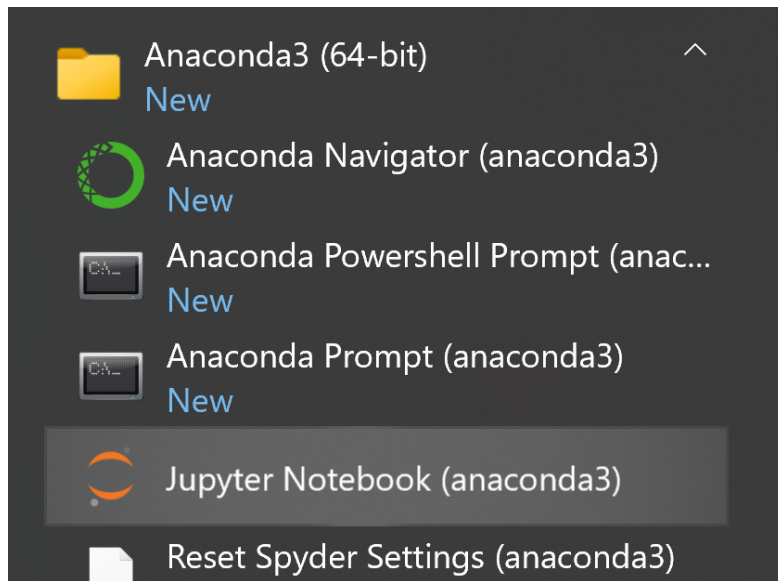 Anaconda3 (64-bit)
New
Anaconda Navigator (anaconda3)
New
Anaconda Powershell Prompt (anac...
New
Anaconda Prompt (anaconda3)
New
Jupyter Notebook (anaconda3)
Reset Spyder Settings (anaconda3)